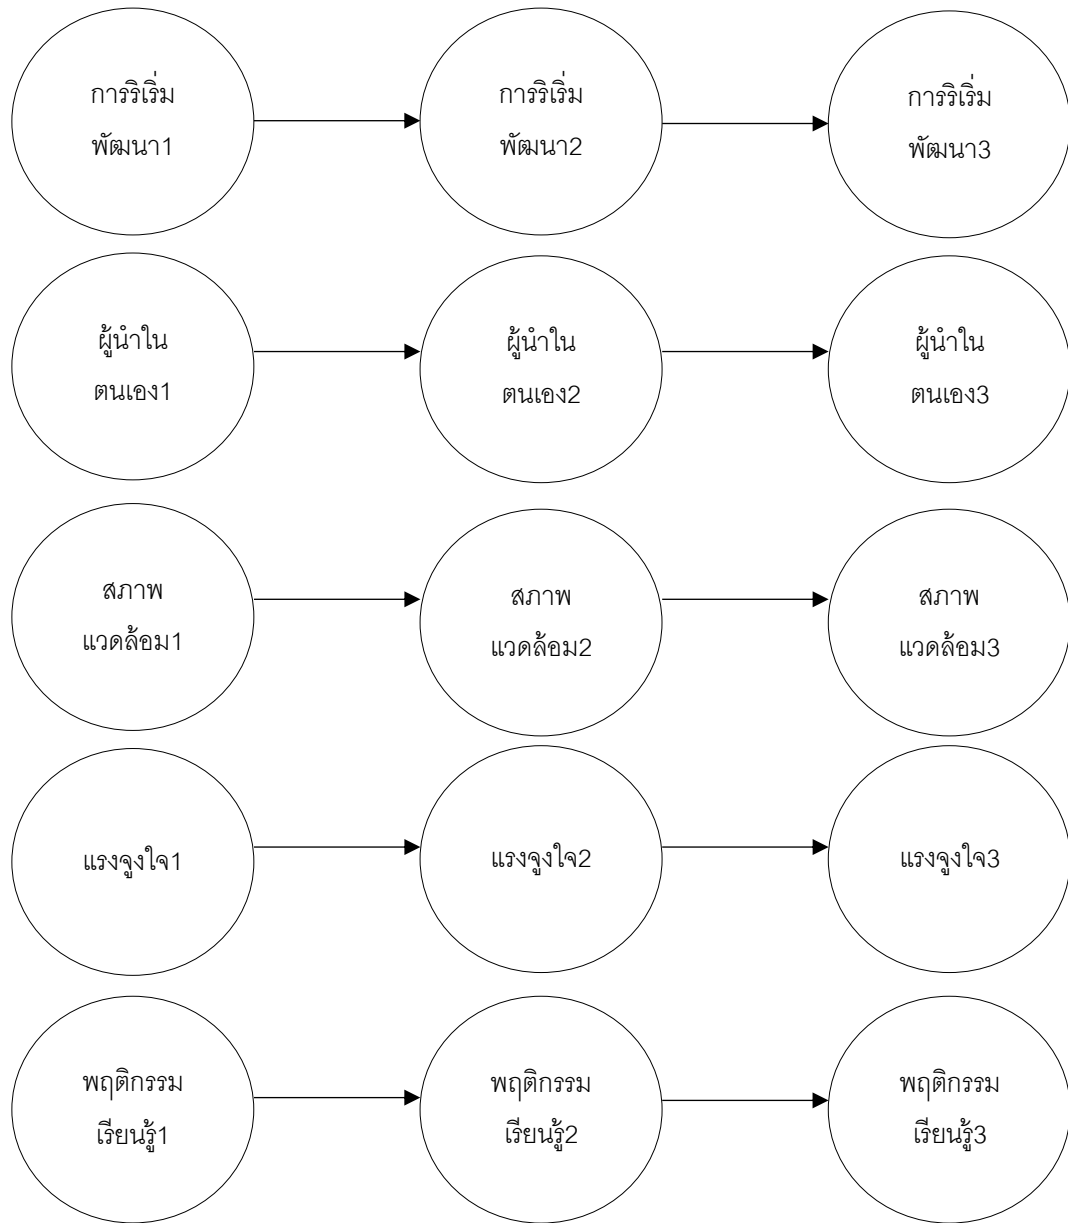 การริเริ่ม
พัฒนา1
การริเริ่ม
พัฒนา2
การริเริ่ม
พัฒนา3
ผู้นำใน
ตนเอง1
ผู้นำใน
ตนเอง2
ผู้นำใน
ตนเอง3
สภาพ
แวดล้อม1
สภาพ
แวดล้อม2
สภาพ
แวดล้อม3
แรงจูงใจ1
แรงจูงใจ2
แรงจูงใจ3
พฤติกรรม
เรียนรู้1
พฤติกรรม
เรียนรู้2
พฤติกรรม
เรียนรู้3